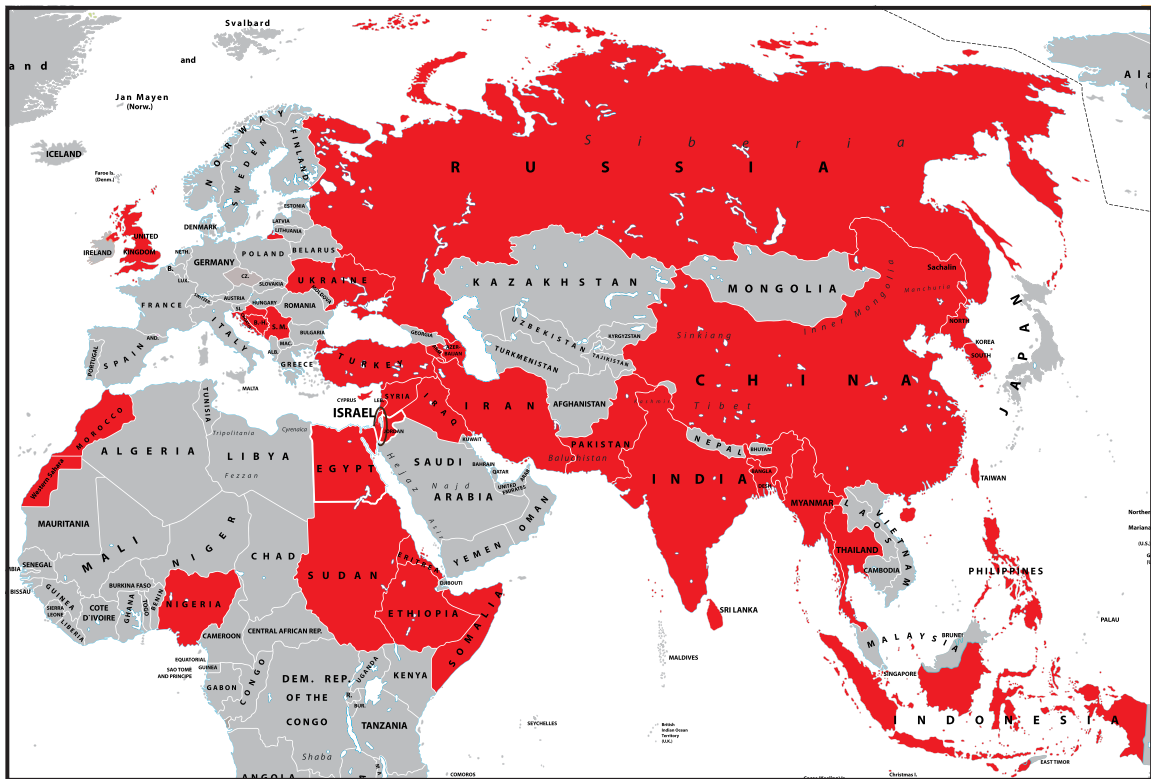 Svalbard
and
a n d
Jan Mayen
(Norw.)
Ala
ICELAND
Faroe Is.
(Denm.)
NORWAY
SWEDEN
FINLAND
Siberia
RUSSIA
ESTONIA
LATVIA
LITHUANIA
DENMARK
UNITED
KINGDOM
IRELAND
NETH.
B.
LUX.
GERMANY
POLAND
BELARUS
CZ.
SLOVAKIA
UKRAINE
MOLDOVA
FRANCE
AUSTRIA
HUNGARY
ROMANIA
SL.
B.-H.
S. M.
BULGARIA
MAC.
ALB.
ITALY
AND.
SPAIN
PORTUGAL
GREECE
MALTA
TURKEY
GEORGIA
AZER-
BAIJAN
KAZAKHSTAN
UZBEKISTAN
KYRGYZSTAN
TURKMENISTAN
TAJIKISTAN
MONGOLIA
Sachalin
Manchuria
Inner Mongolia
Sinkiang
NORTH
KOREA
SOUTH
JAPAN
CHINA
Tibet
CYPRUS
LEB.
SYRIA
ISRAEL
JORDAN
IRAQ
IRAN
AFGHANISTAN
PAKISTAN
Baluchistan
KUWAIT
BAHRAIN
QATAR
UNITED ARAB
EMIRATES
SAUDI
ARABIA
Najd
Hejaz
Asir
OMAN
YEMEN
NEPAL
BHUTAN
BANGLA
DESH
INDIA
MYANMAR
LAOS
VIETNAM
THAILAND
CAMBODIA
TAIWAN
PHILIPPINES
SRI LANKA
MALDIVES
MALAYSIA
BRUNEI
SINGAPORE
INDONESIA
EAST TIMOR
PALAU
Northern
Mariana
(U.S.)
Christmas I.
British
Indian Ocean
Territory
(U.K.)
SEYCHELLES
COMOROS
MOROCCO
Western Sahara
ALGERIA
TUNISIA
Tripolitania
Cyrenaica
LIBYA
Fezzan
EGYPT
MAURITANIA
MALI
NIGER
CHAD
SUDAN
ERITREA
DJIBOUTI
ETHIOPIA
SOMALIA
SENEGAL
BIA
BISSAU
GUINEA
SIERRA
LEONE
LIBERIA
COTE
D'IVOIRE
BURKINA FASO
GHANA
TOGO
BENIN
NIGERIA
CAMEROON
CENTRAL AFRICAN REP.
EQUATORIAL
GUINEA
SAO TOME
AND PRINCIPE
GABON
CONGO
DEM. REP.
OF THE
CONGO
UGANDA
KENYA
R.
BUR.
TANZANIA
Shaba
ANGOLA